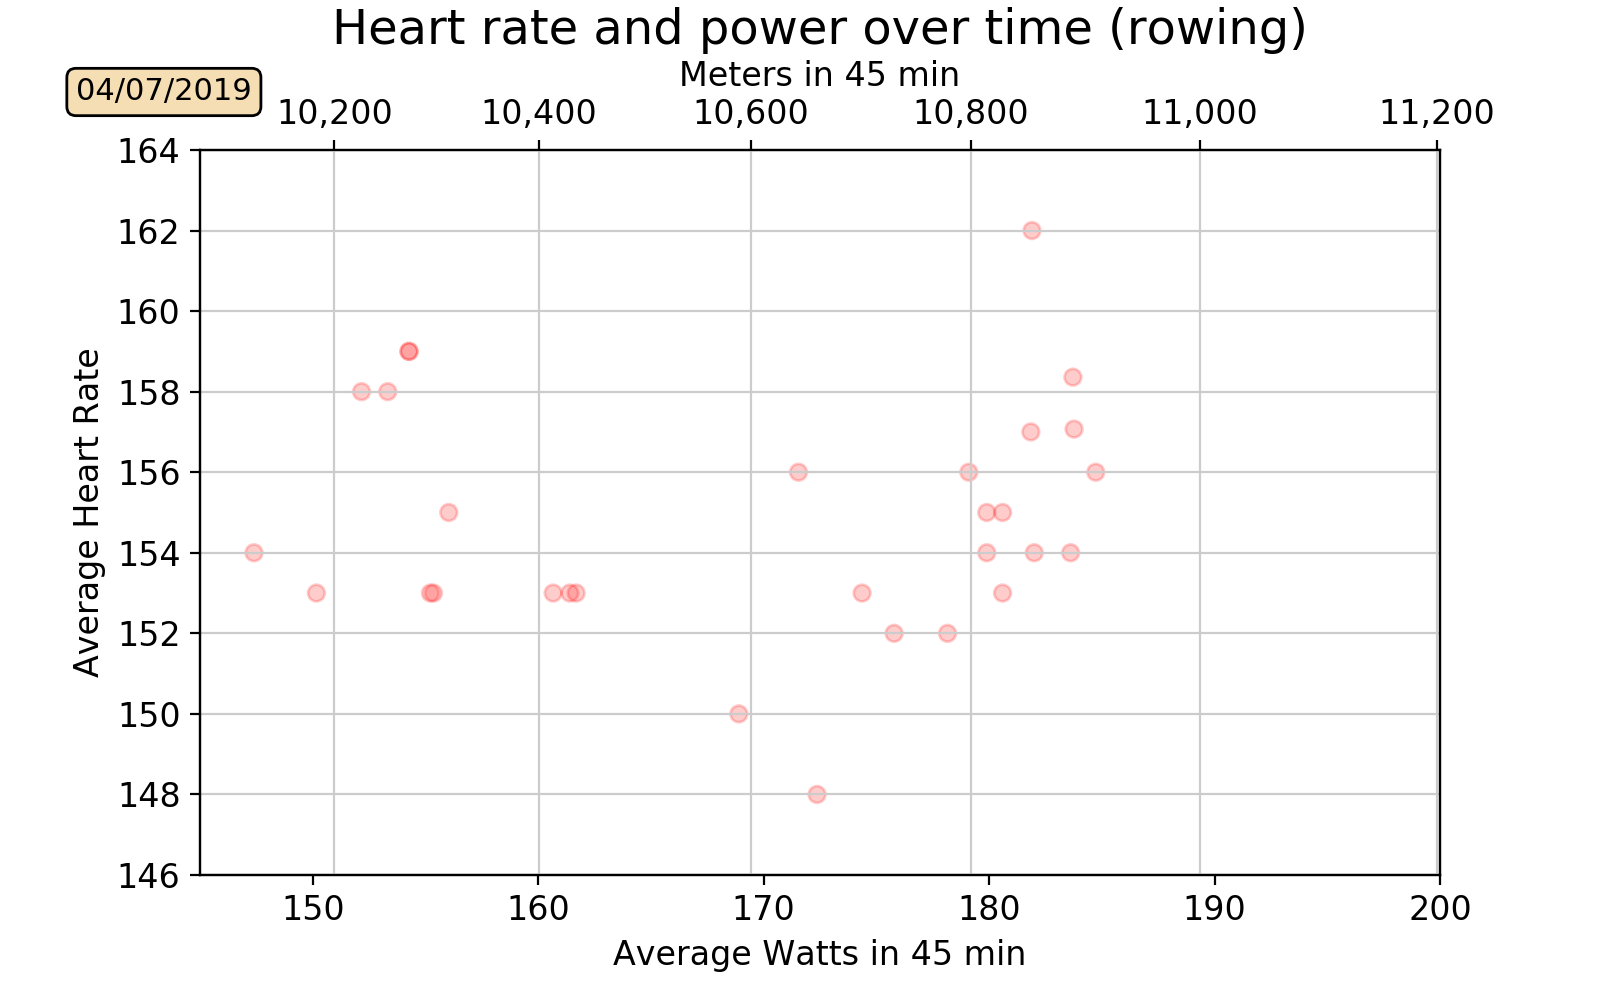 Heart rate and power over time (rowing)
Meters in 45 min
04/07/2019
10,200 10,400 10,600 10,800 11,000 11,200
164
162
160
158
156
154
152
150
148
146
Average Heart Rate
150 160 170 180 190 200
Average Watts in 45 min